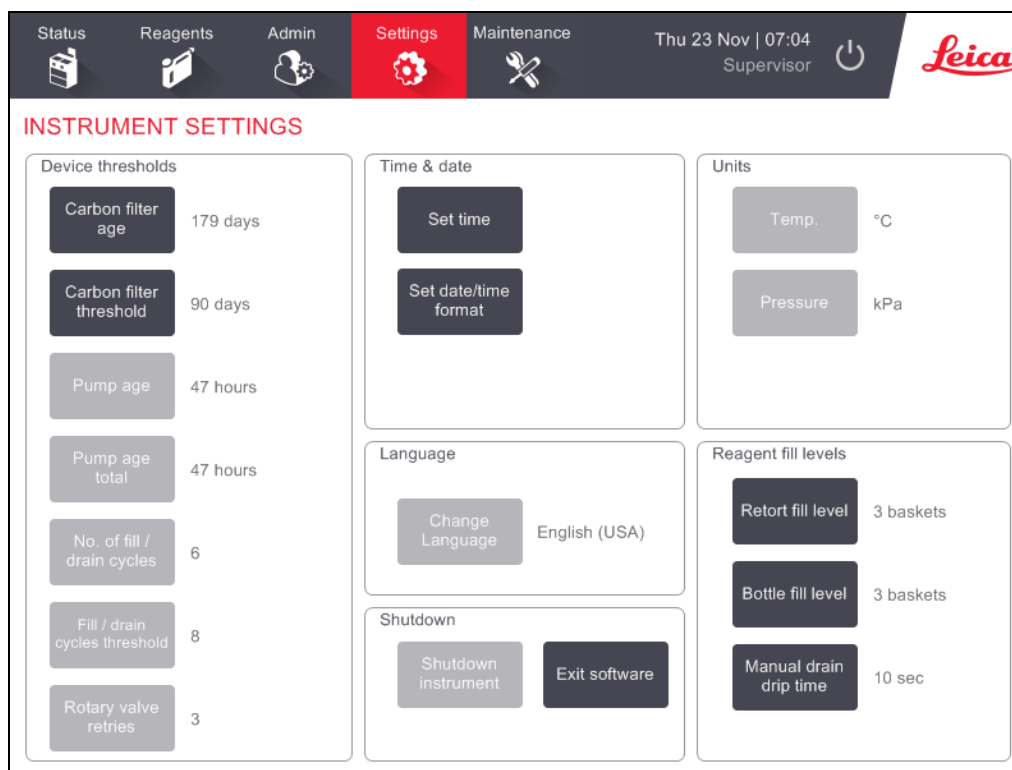 Status
Reagents
Admin
Settings
Maintenance
Thu 23 Nov | 07:04
Supervisor
Leica
INSTRUMENT SETTINGS
Device thresholds
Carbon filter
age
179 days
Carbon filter
threshold
90 days
Pump age
47 hours
Pump age
total
47 hours
No. of fill /
drain cycles
6
Fill / drain
cycles threshold
8
Rotary valve
retries
3
Time & date
Set time
Set date/time
format
Language
Change
Language
English (USA)
Shutdown
Shutdown
instrument
Exit software
Units
Temp.
°C
Pressure
kPa
Reagent fill levels
Retort fill level
3 baskets
Bottle fill level
3 baskets
Manual drain
drip time
10 sec